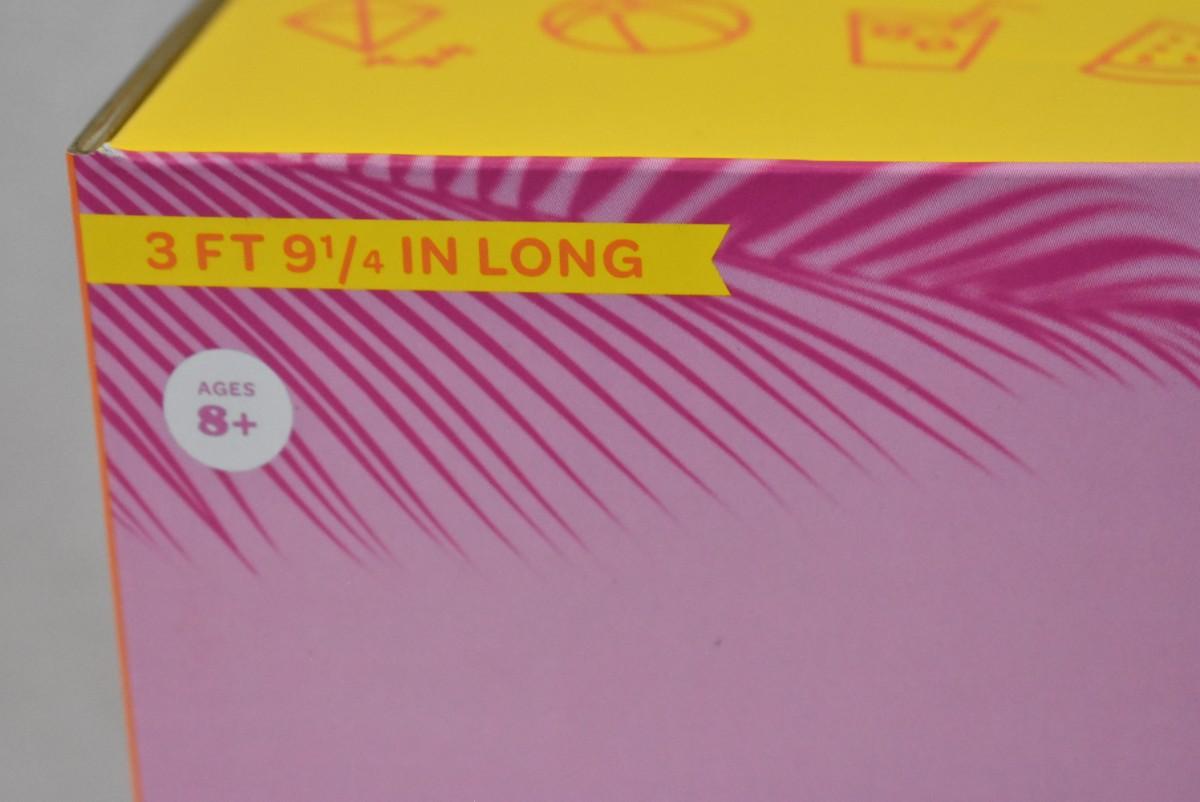 3 FT 9¹/₄ IN LONG
AGES
8+